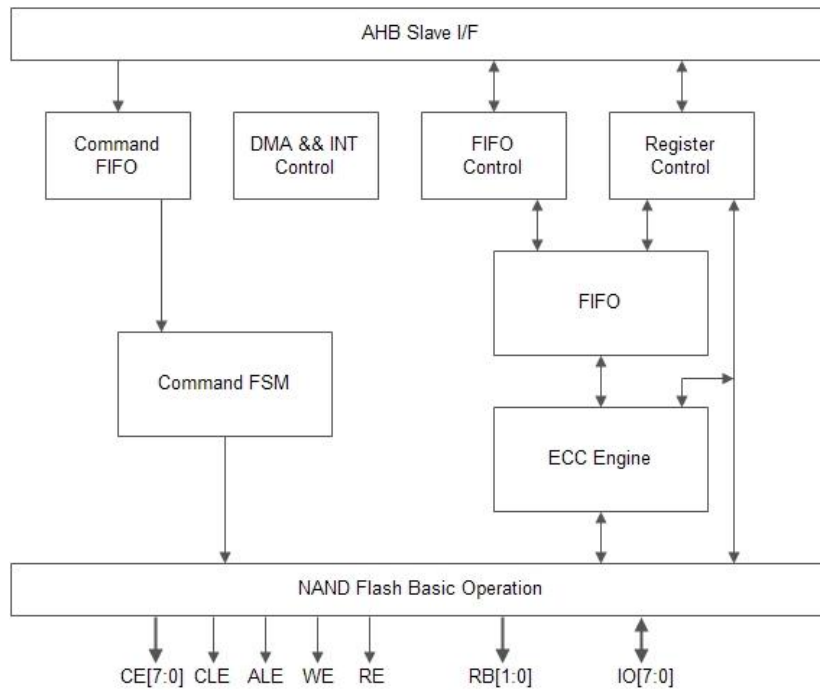 AHB Slave I/F
Command
FIFO
DMA && INT
Control
FIFO
Control
Register
Control
FIFO
Command FSM
ECC Engine
NAND Flash Basic Operation
CE[7:0] CLE ALE WE RE RB[1:0] IO[7:0]